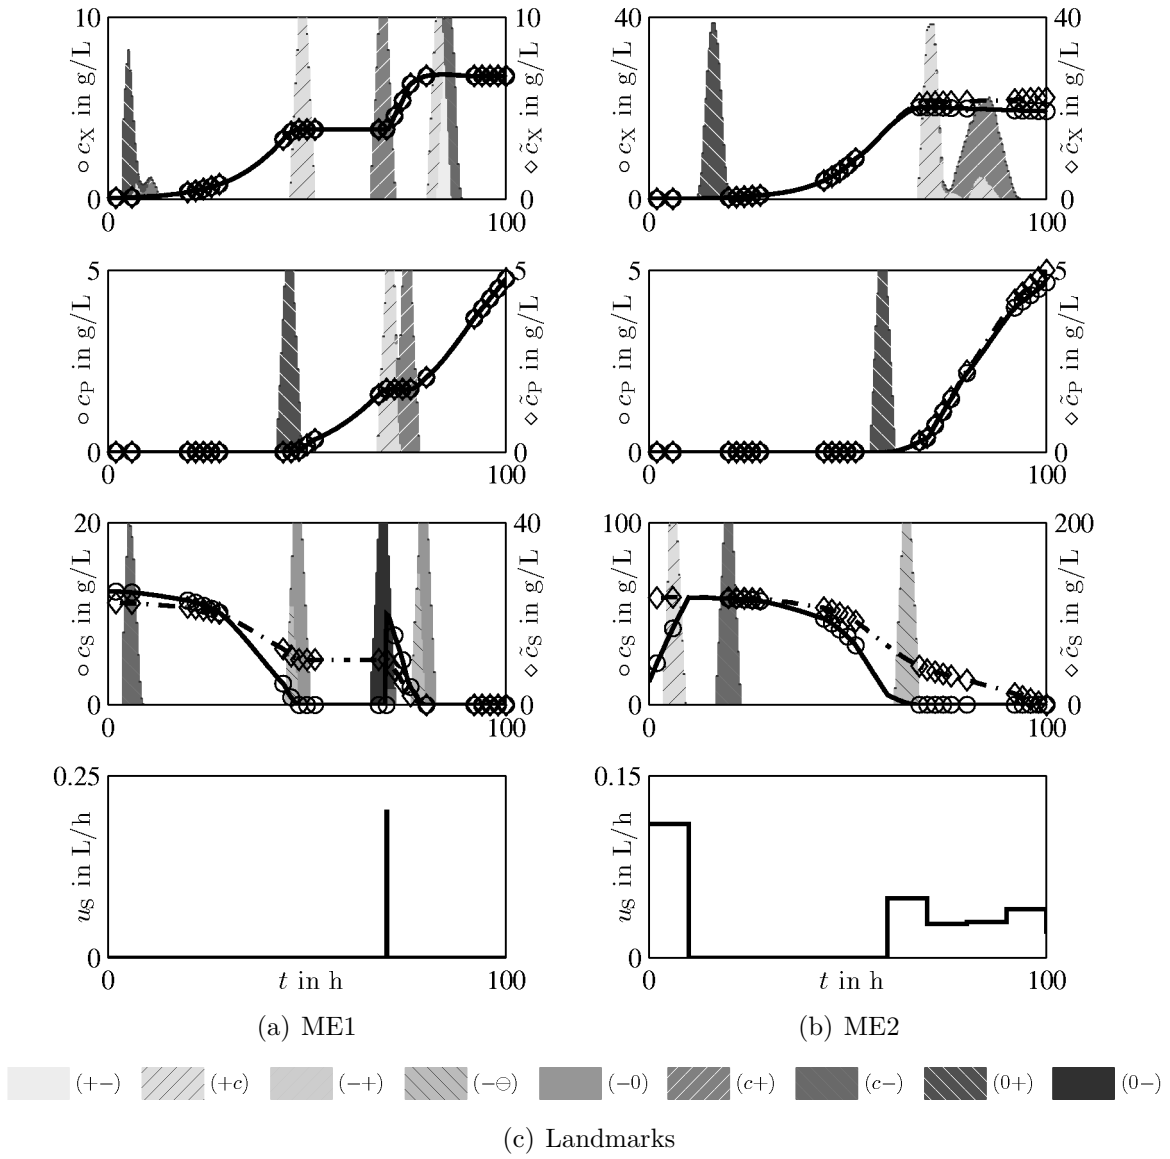 10 10 40 40
○ c_X in g/L ◇ c̃_X in g/L ○ c_X in g/L ◇ c̃_X in g/L
0 0 0 0
0 100 0 100
5 5 5 5
○ c_P in g/L ◇ c̃_P in g/L ○ c_P in g/L ◇ c̃_P in g/L
0 0 0 0
0 100 0 100
20 40 100 200
○ c_S in g/L ◇ c̃_S in g/L ○ c_S in g/L ◇ c̃_S in g/L
0 0 0 0
0 100 0 100
0.25 0.15
u_S in L/h u_S in L/h
0 0
0 t in h 100 0 t in h 100
(a) ME1 (b) ME2
(+−) (+c) (−+) (−⊖) (−0) (c+) (c−) (0+) (0−)
(c) Landmarks